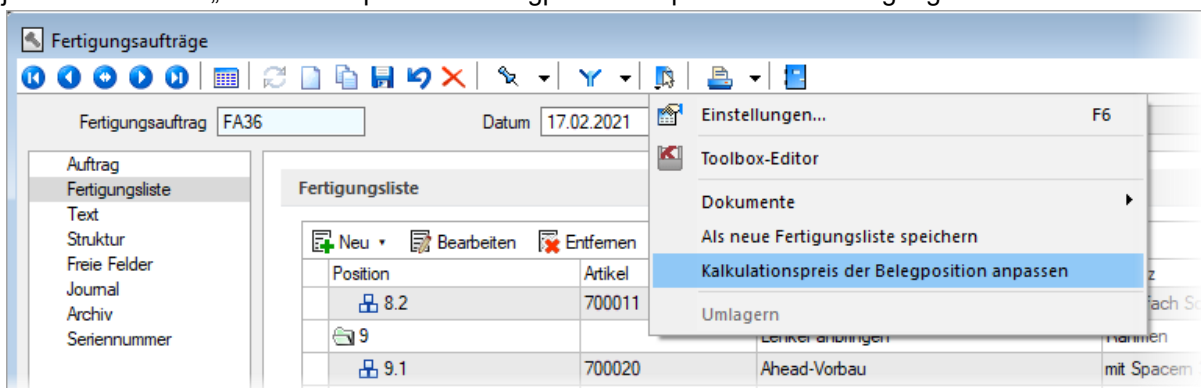 Fertigungsaufträge
Fertigungsauftrag FA36 Datum 17.02.2021
Einstellungen... F6
Toolbox-Editor
Dokumente
Als neue Fertigungsliste speichern
Kalkulationspreis der Belegposition anpassen
Umlagern
Auftrag
Fertigungsliste
Text
Struktur
Freie Felder
Journal
Archiv
Seriennummer
Fertigungsliste
Neu Bearbeiten Entfernen
Position Artikel
8.2 700011
9
9.1 700020 Ahead-Vorbau mit Spacern